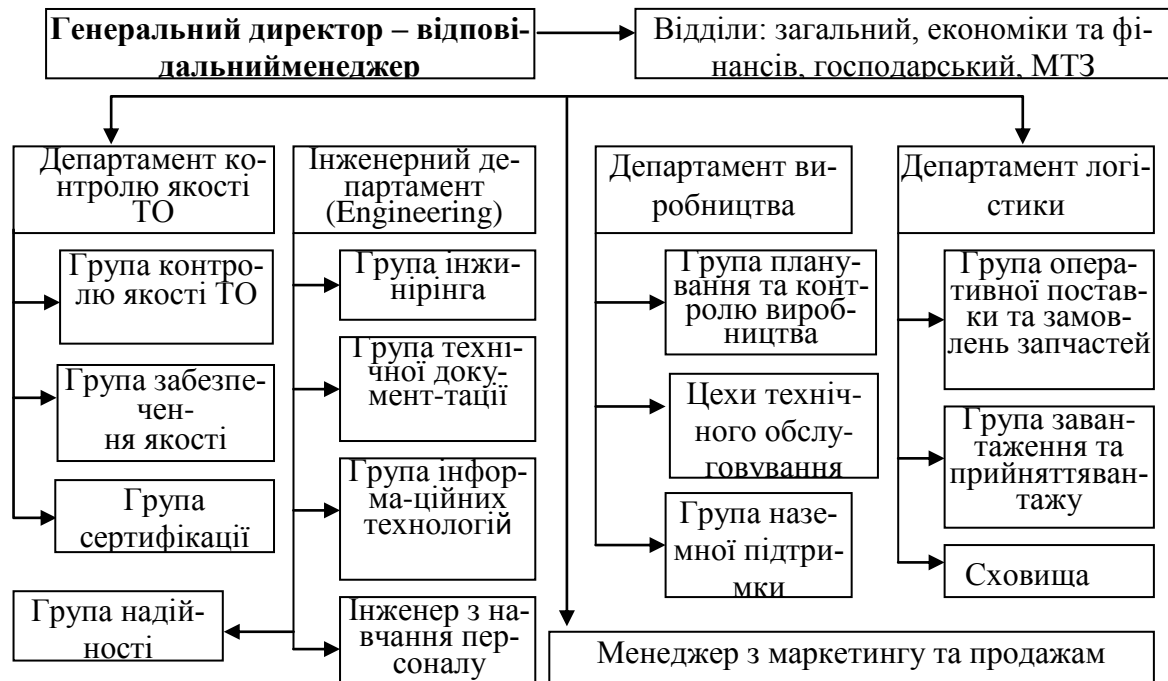 Генеральний директор – відпові-
дальнийменеджер
Відділи: загальний, економіки та фі-
нансів, господарський, МТЗ
Департамент ко-
нтролю якості
ТО
Інженерний де-
партамент
(Engineering)
Департамент ви-
робництва
Департамент логі-
стики
Група контро-
лю якості ТО
Група забезпе-
чен-
ня якості
Група
сертифікації
Група надій-
ності
Група інжи-
нірінга
Група техні-
чної доку-
мент-тації
Група інфор-
ма-ційних
технологій
Інженер з на-
вчання пер-
соналу
Група плану-
вання та конт-
ролю вироб-
ництва
Цехи техніч-
ного обслу-
говування
Група назе-
мної підтри-
мки
Група опера-
тивної постав-
ки та замов-
лень запчастей
Група заван-
таження та
прийняттяван-
тажу
Сховища
Менеджер з маркетингу та продажам